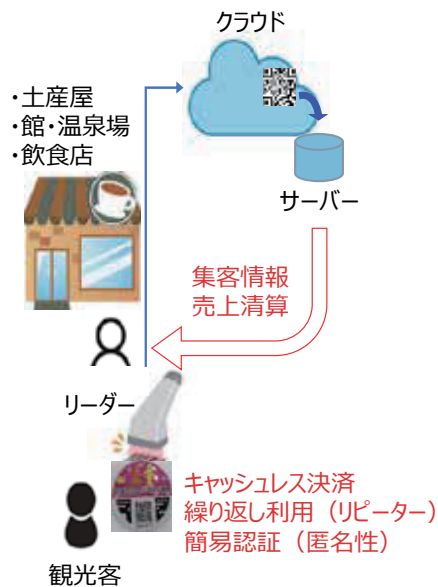 クラウド
・土産屋
・館・温泉場
・飲食店
サーバー
集客情報
売上清算
リーダー
キャッシュレス決済
繰り返し利用（リピーター）
簡易認証（匿名性）
観光客